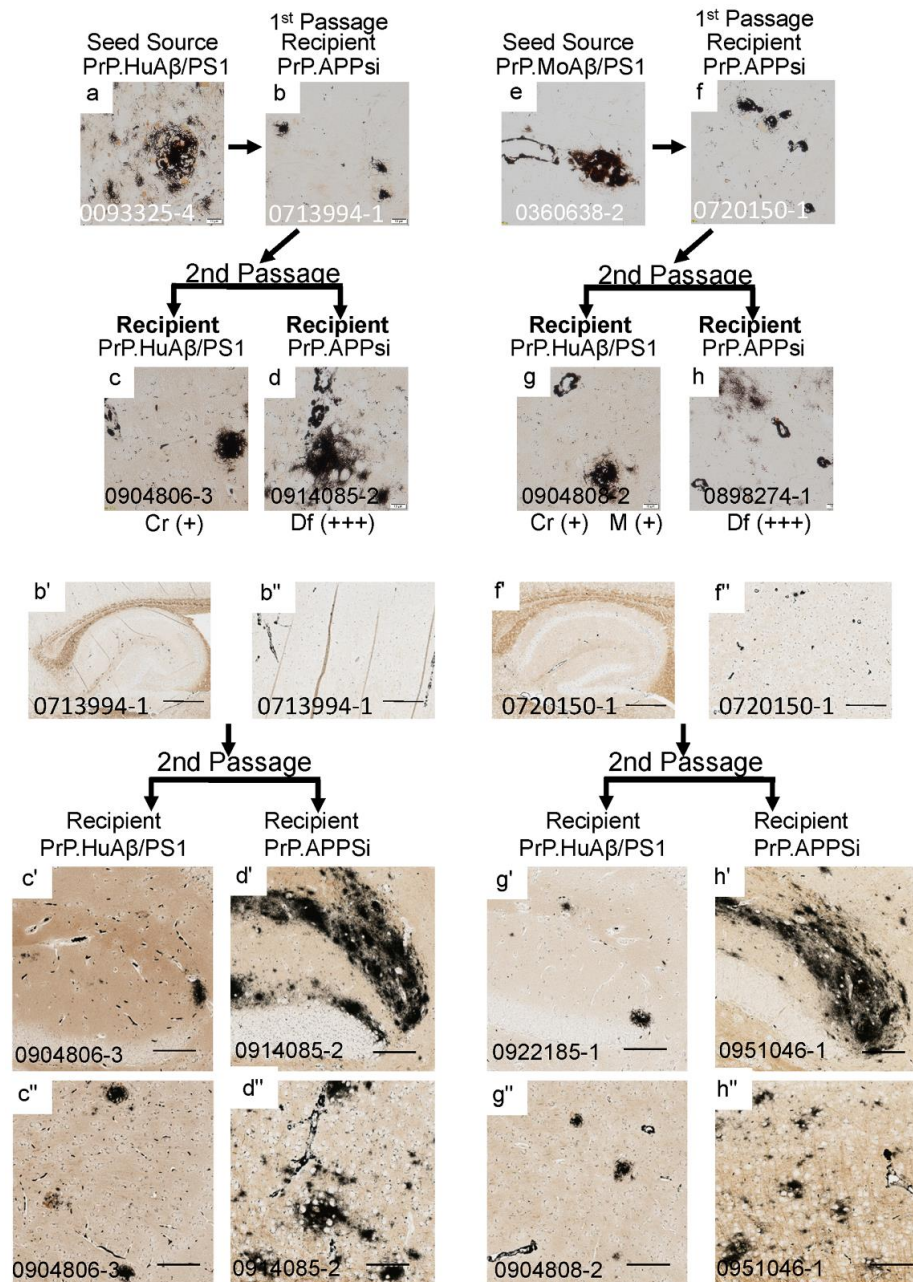 1st Passage
Seed Source
Recipient
PrP.HuAβ/PS1
PrP.APPsi
a
b
0093325-4
0713994-1
1st Passage
Seed Source
Recipient
PrP.MoAβ/PS1
PrP.APPsi
e
f
0360638-2
0720150-1
2nd Passage
Recipient
Recipient
PrP.HuAβ/PS1
PrP.APPsi
c
d
0904806-3
0914085-2
Cr (+)
Df (+++)
2nd Passage
Recipient
Recipient
PrP.HuAβ/PS1
PrP.APPsi
g
h
0904808-2
0898274-1
Cr (+) M (+)
Df (+++)
b'
b''
0713994-1
0713994-1
f'
f''
0720150-1
0720150-1
2nd Passage
Recipient
Recipient
PrP.HuAβ/PS1
PrP.APPSi
c'
d'
0904806-3
0914085-2
c''
d''
0904806-3
0914085-2
2nd Passage
Recipient
Recipient
PrP.HuAβ/PS1
PrP.APPSi
g'
h'
0922185-1
0951046-1
g''
h''
0904808-2
0951046-1